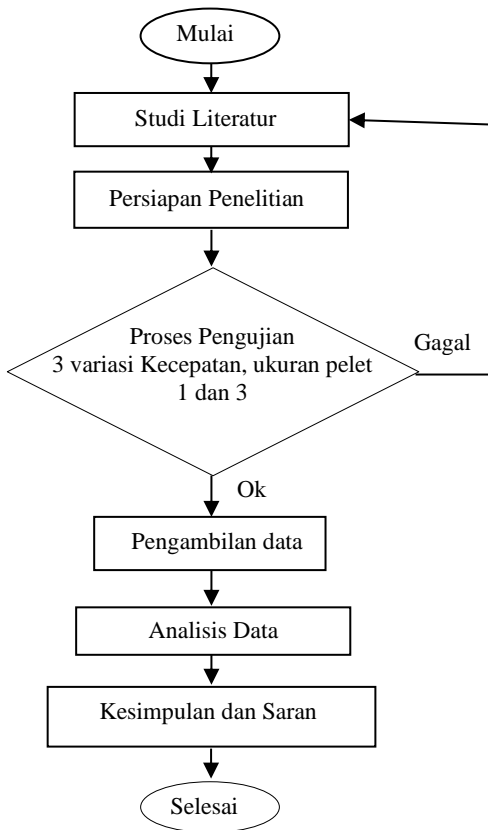 Mulai
Studi Literatur
Persiapan Penelitian
Proses Pengujian
3 variasi Kecepatan, ukuran pelet
1 dan 3
Gagal
Ok
Pengambilan data
Analisis Data
Kesimpulan dan Saran
Selesai